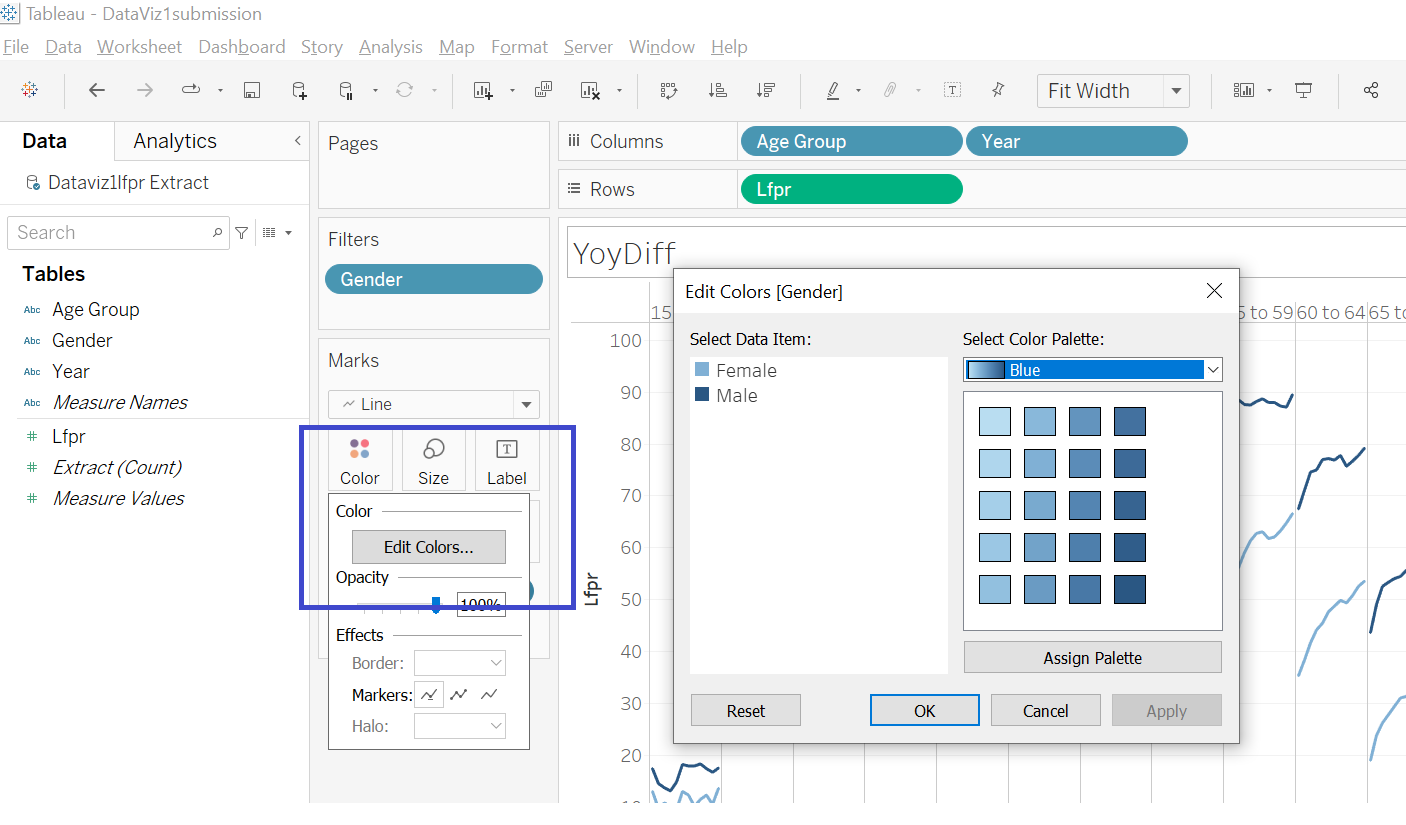 Tableau - DataViz1submission
File Data Worksheet Dashboard Story Analysis Map Format Server Window Help
Fit Width
Data Analytics
Dataviz1lfpr Extract
Search
Tables
Abc Age Group
Abc Gender
Abc Year
Abc Measure Names
# Lfpr
# Extract (Count)
# Measure Values
Pages
Filters
Gender
Marks
Line
Color Size Label
Color
Edit Colors...
Opacity
100%
Effects
Border:
Markers:
Halo:
Columns Age Group Year
Rows Lfpr
YoyDiff
15
to 59 60 to 64 65 to
100
90
80
70
60
50
40
30
20
Lfpr
Edit Colors [Gender]
Select Data Item:
Female
Male
Select Color Palette:
Blue
Assign Palette
Reset OK Cancel Apply